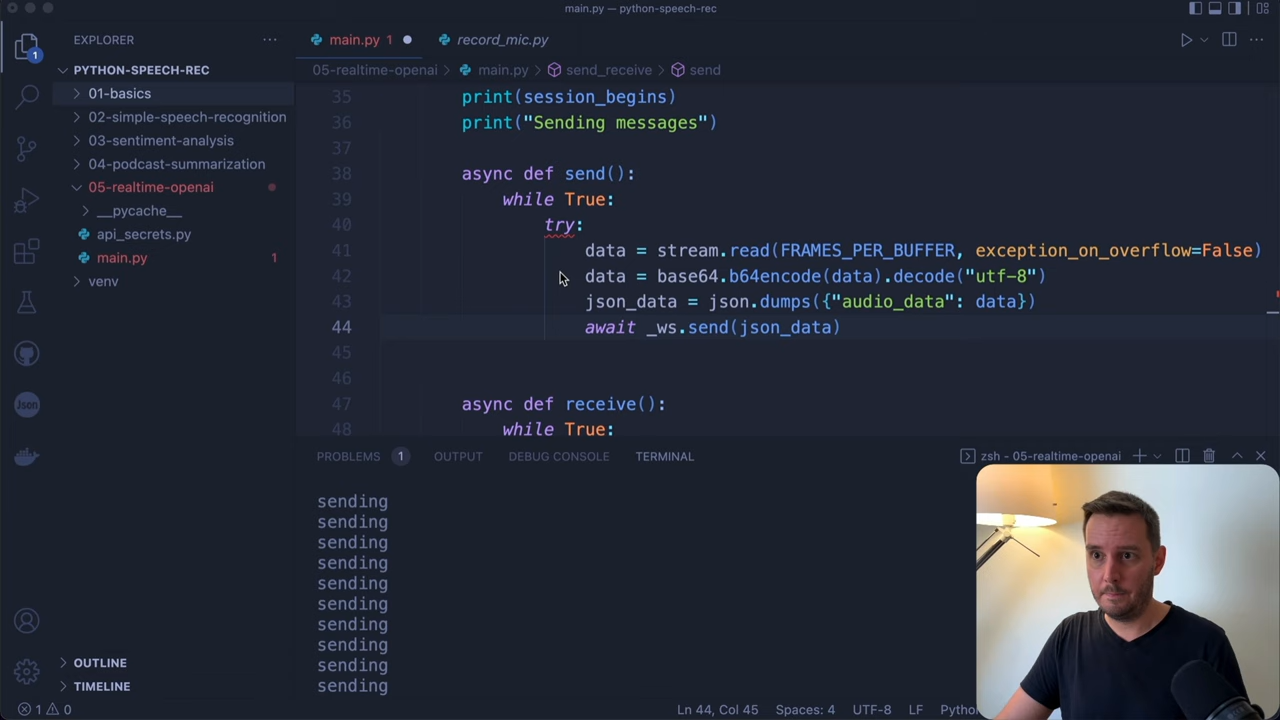 main.py — python-speech-rec
EXPLORER
main.py 1
record_mic.py
1
PYTHON-SPEECH-REC
01-basics
02-simple-speech-recognition
03-sentiment-analysis
04-podcast-summarization
05-realtime-openai
__pycache__
api_secrets.py
main.py 1
venv
OUTLINE
TIMELINE
Json
05-realtime-openai > main.py > send_receive > send
35 print(session_begins)
36 print("Sending messages")
37
38 async def send():
39 while True:
40 try:
41 data = stream.read(FRAMES_PER_BUFFER, exception_on_overflow=False)
42 data = base64.b64encode(data).decode("utf-8")
43 json_data = json.dumps({"audio_data": data})
44 await _ws.send(json_data)
45
46
47 async def receive():
48 while True:
PROBLEMS 1 OUTPUT DEBUG CONSOLE TERMINAL zsh - 05-realtime-openai
sending
sending
sending
sending
sending
sending
sending
sending
sending
sending
1 0 Ln 44, Col 45 Spaces: 4 UTF-8 LF